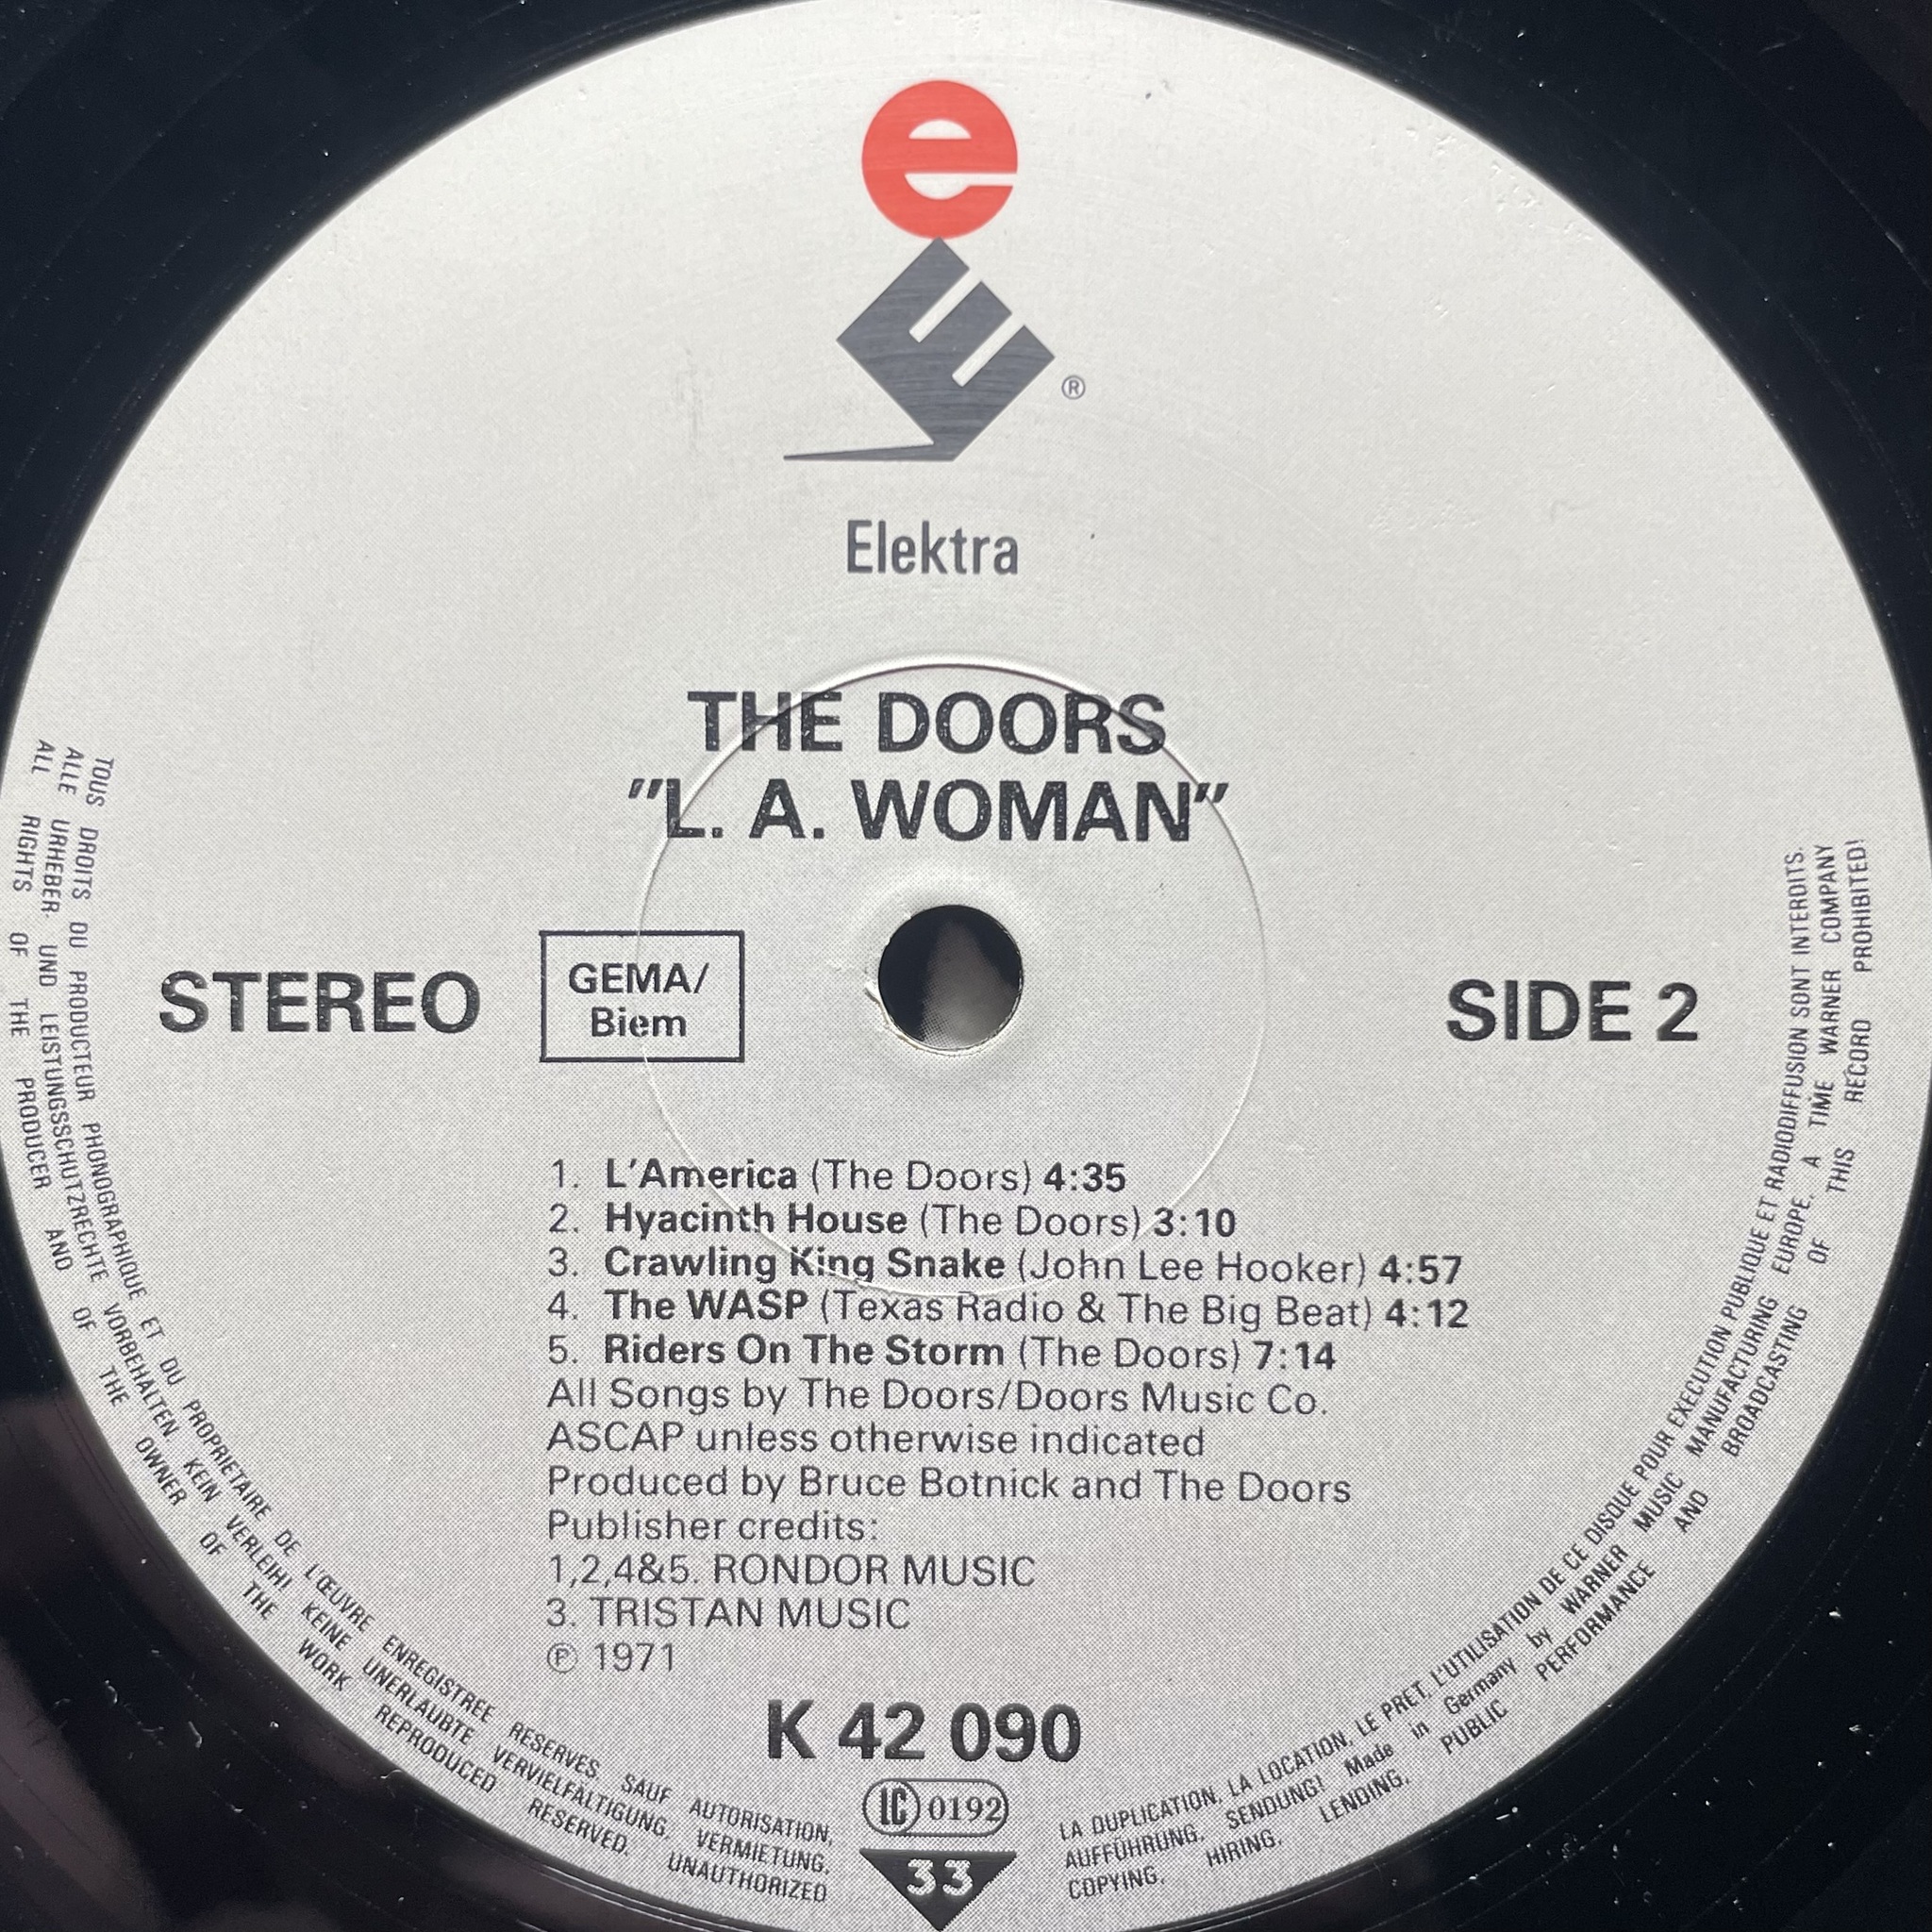 e
E ®
Elektra
THE DOORS
"L. A. WOMAN"
STEREO
GEMA/
Biem
SIDE 2
1. L'America (The Doors) 4:35
2. Hyacinth House (The Doors) 3:10
3. Crawling King Snake (John Lee Hooker) 4:57
4. The WASP (Texas Radio & The Big Beat) 4:12
5. Riders On The Storm (The Doors) 7:14
All Songs by The Doors/Doors Music Co.
ASCAP unless otherwise indicated
Produced by Bruce Botnick and The Doors
Publisher credits:
1,2,4&5. RONDOR MUSIC
3. TRISTAN MUSIC
℗ 1971
K 42 090
LC 0192
33
TOUS DROITS DU PRODUCTEUR PHONOGRAPHIQUE ET DU PROPRIETAIRE DE L'ŒUVRE ENREGISTREE RESERVES. SAUF AUTORISATION, LA DUPLICATION, LA LOCATION, LE PRET, L'UTILISATION DE CE DISQUE POUR EXECUTION PUBLIQUE ET RADIODIFFUSION SONT INTERDITS.
ALLE URHEBER- UND LEISTUNGSSCHUTZRECHTE VORBEHALTEN. KEIN VERLEIH! KEINE UNERLAUBTE VERVIELFÄLTIGUNG, VERMIETUNG, AUFFÜHRUNG, SENDUNG! Made in Germany by WARNER MUSIC MANUFACTURING EUROPE. A TIME WARNER COMPANY
ALL RIGHTS OF THE PRODUCER AND OF THE OWNER OF THE WORK REPRODUCED RESERVED. UNAUTHORIZED COPYING, HIRING, LENDING, PUBLIC PERFORMANCE AND BROADCASTING OF THIS RECORD PROHIBITED!